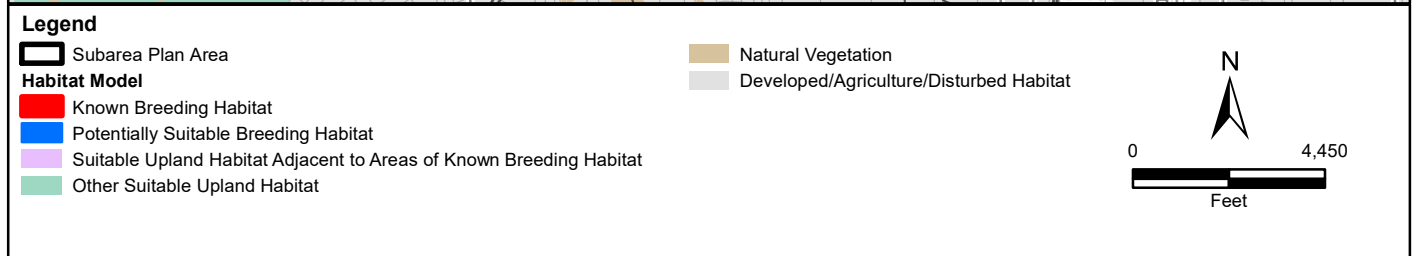 Legend
Subarea Plan Area
Habitat Model
Known Breeding Habitat
Potentially Suitable Breeding Habitat
Suitable Upland Habitat Adjacent to Areas of Known Breeding Habitat
Other Suitable Upland Habitat
Natural Vegetation
Developed/Agriculture/Disturbed Habitat
N
0 4,450
Feet